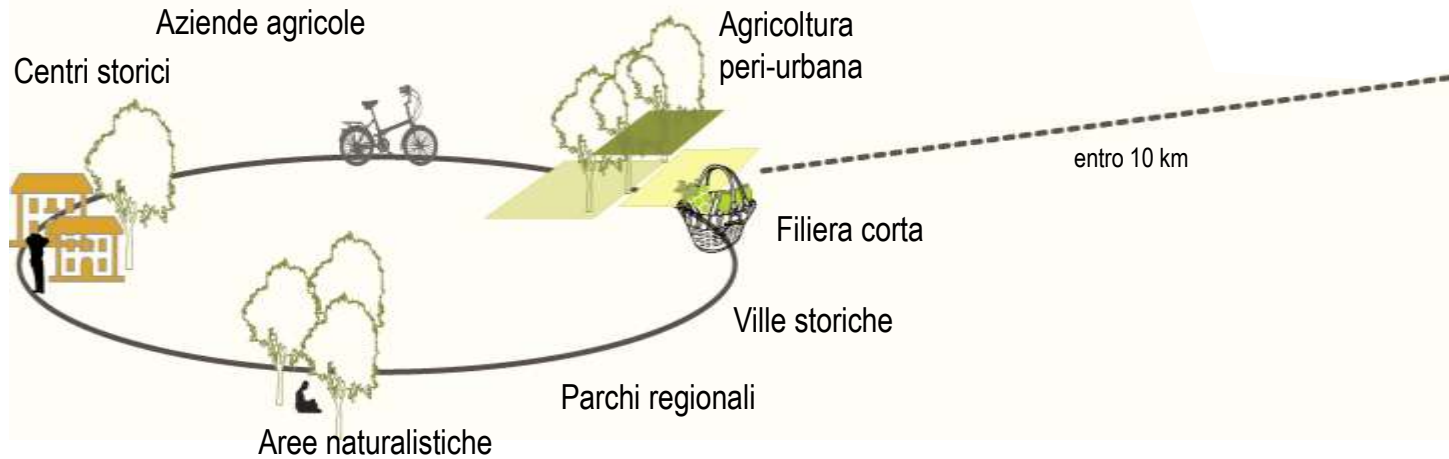 Aziende agricole
Agricoltura
peri-urbana
Centri storici
entro 10 km
Filiera corta
Ville storiche
Parchi regionali
Aree naturalistiche